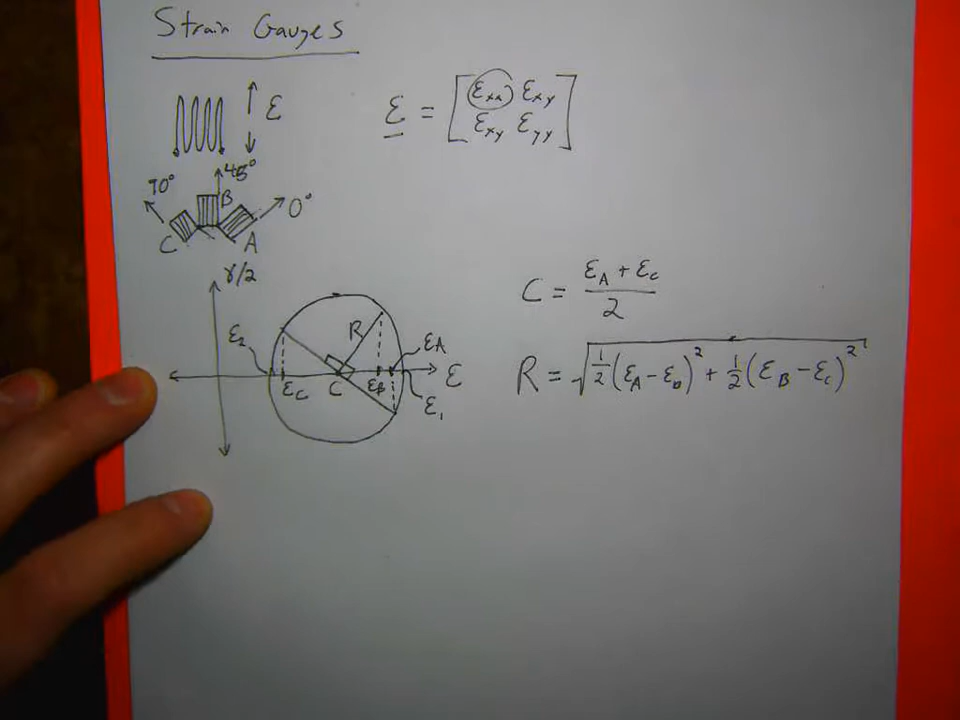 Strain Gauges
ε
ε = [εxx εxy
εxy εyy]
90° 45° 0°
C B A
γ/2
C = (εA + εC)/2
ε2 R εA
εC C εB ε
ε1
R = √(1/2(εA − εb)² + 1/2(εB − εc)²)